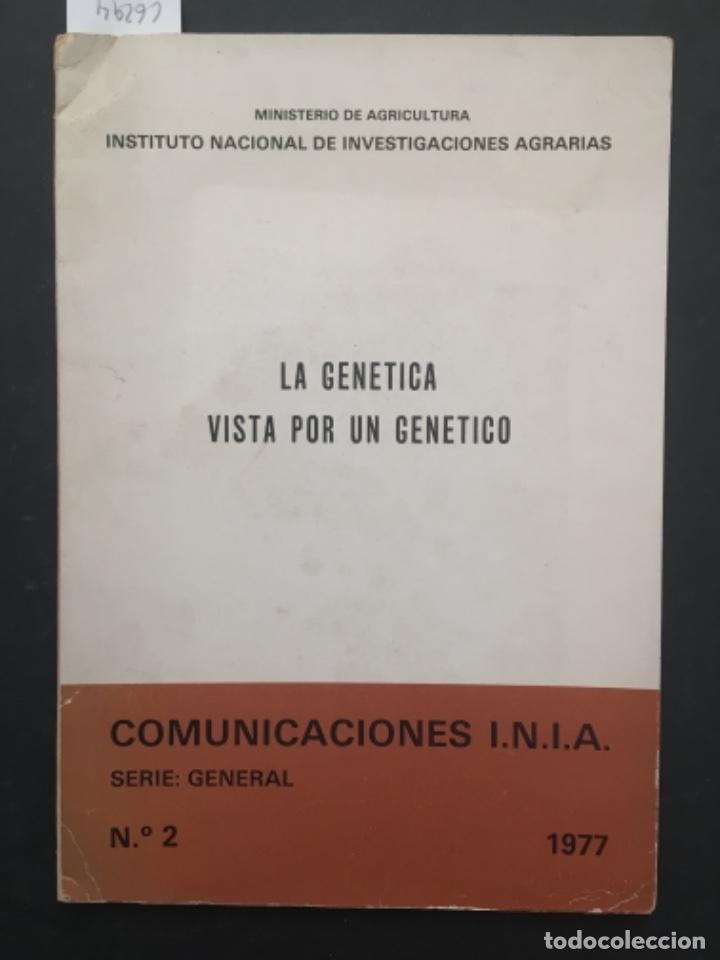 C6294
MINISTERIO DE AGRICULTURA
INSTITUTO NACIONAL DE INVESTIGACIONES AGRARIAS
LA GENETICA
VISTA POR UN GENETICO
COMUNICACIONES I.N.I.A.
SERIE: GENERAL
N.º 2 1977
todocoleccion